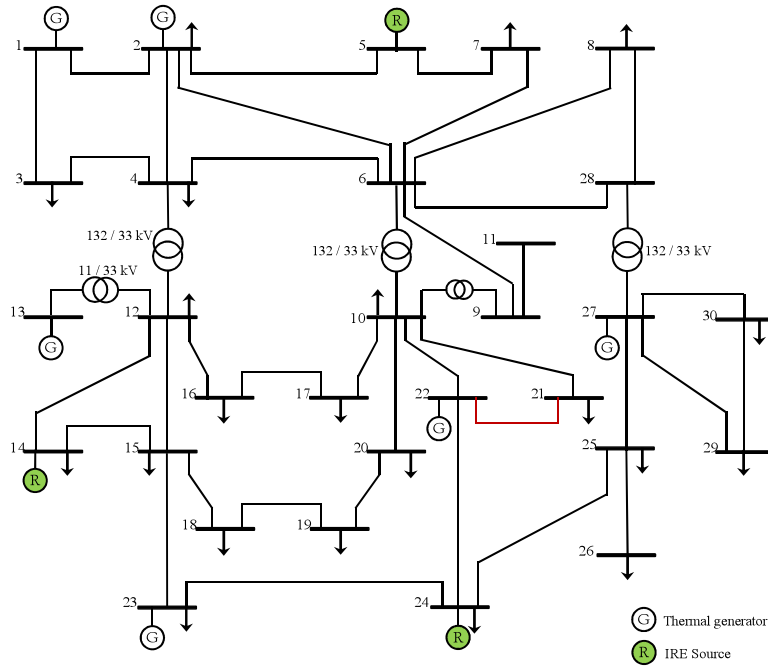 G
G
R
1
2
5
7
8
3
4
6
28
132 / 33 kV
132 / 33 kV
11
132 / 33 kV
11 / 33 kV
13
12
10
9
27
30
G
G
16
17
22
21
G
14
15
20
25
29
R
18
19
26
23
24
G
R
G Thermal generator
R IRE Source